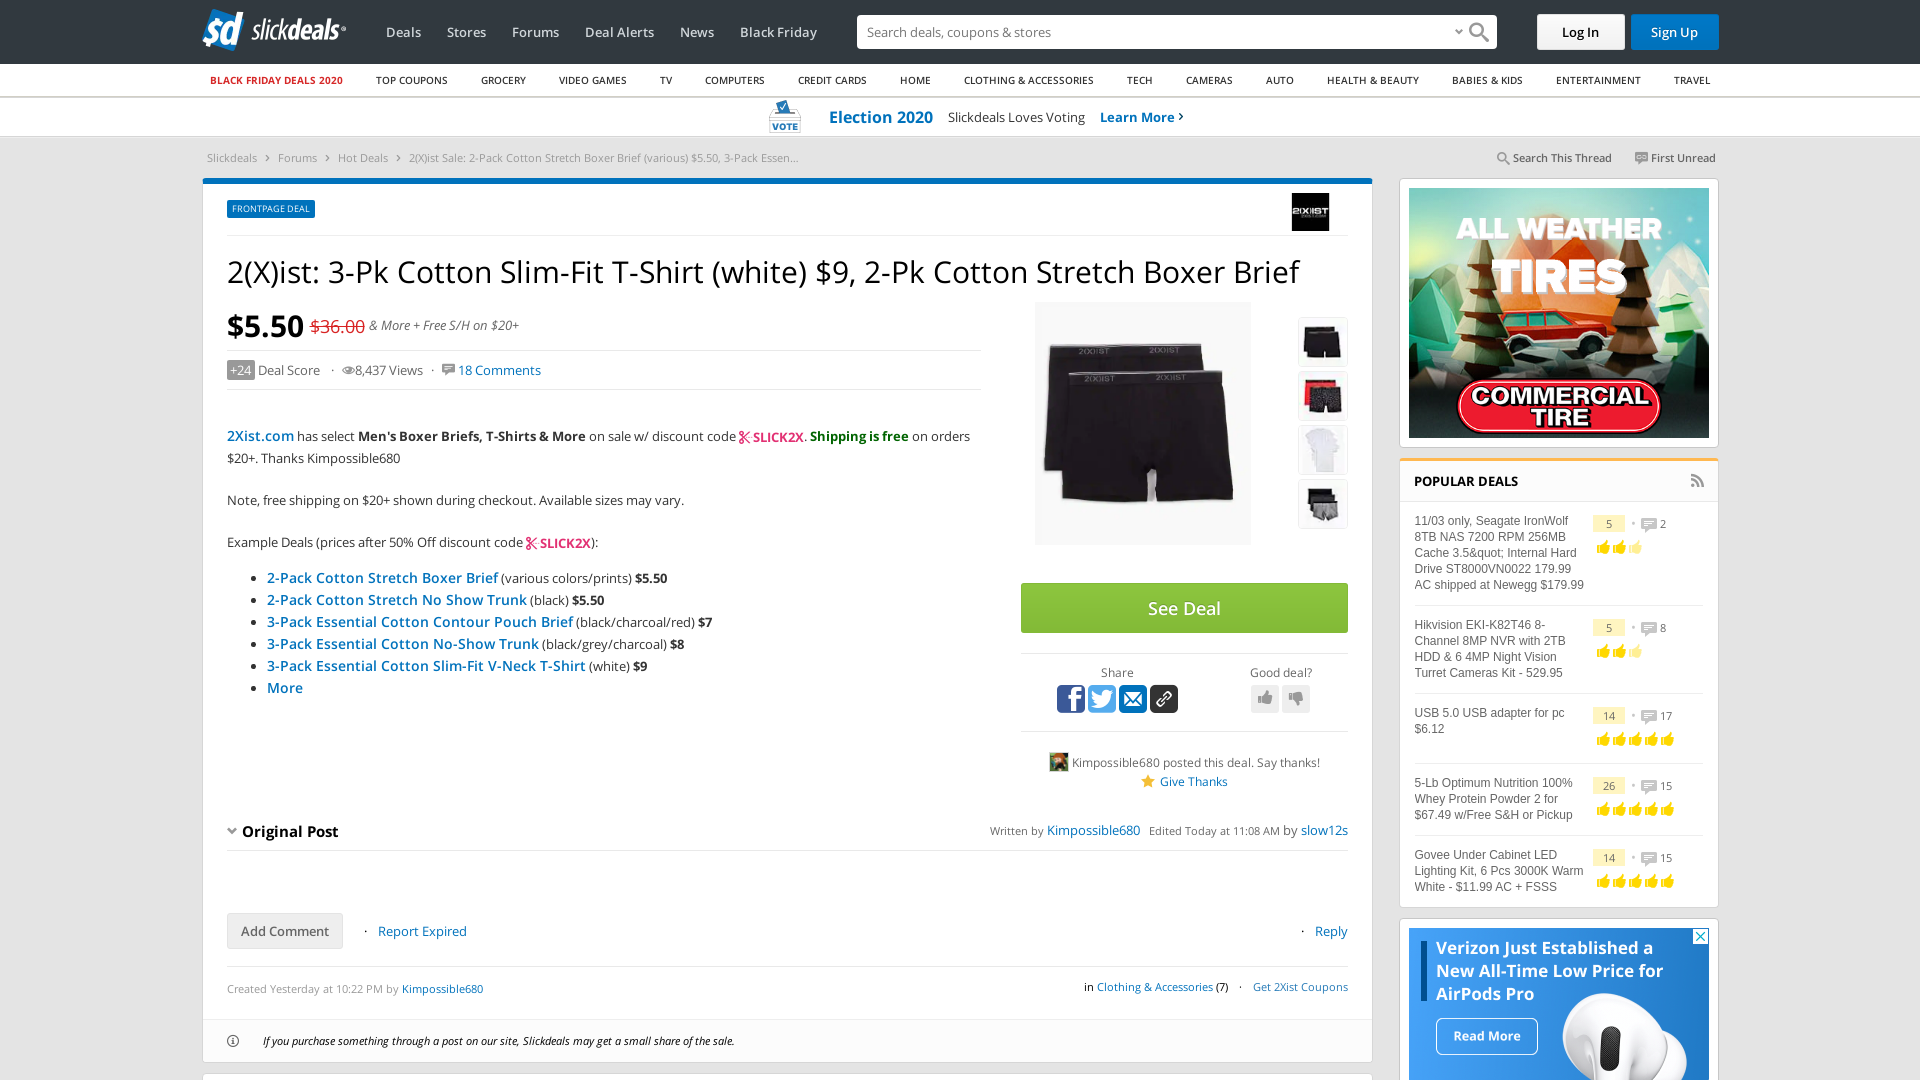 slickdeals
Deals Stores Forums Deal Alerts News Black Friday
Search deals, coupons & shopping
Log In
Sign Up
BLACK FRIDAY DEALS 2020 TOP COUPONS GROCERY VIDEO GAMES TV COMPUTERS CREDIT CARDS HOME CLOTHING & ACCESSORIES TECH CAMERAS AUTO HEALTH & BEAUTY BABIES & KIDS ENTERTAINMENT TRAVEL
VOTE
Election 2020 Slickdeals Loves Voting Learn More
Slickdeals Forums Hot Deals 2(X)ist Sale: 2-Pack Cotton Stretch Boxer Brief (various) $5.50, 3-Pack Essen...
Search This Thread First Unread
FRONTPAGE DEAL
2(X)IST
2(X)ist: 3-Pk Cotton Slim-Fit T-Shirt (white) $9, 2-Pk Cotton Stretch Boxer Brief
$5.50 $36.00 & More + Free S/H on $20+
+24 Deal Score · 8,437 Views · 18 Comments
2Xist.com has select Men's Boxer Briefs, T-Shirts & More on sale w/ discount code SLICK2X. Shipping is free on orders
$20+. Thanks Kimpossible680
Note, free shipping on $20+ shown during checkout. Available sizes may vary.
Example Deals (prices after 50% Off discount code SLICK2X):
2-Pack Cotton Stretch Boxer Brief (various colors/prints) $5.50
2-Pack Cotton Stretch No Show Trunk (black) $5.50
3-Pack Essential Cotton Contour Pouch Brief (black/charcoal/red) $7
3-Pack Essential Cotton No-Show Trunk (black/grey/charcoal) $8
3-Pack Essential Cotton Slim-Fit V-Neck T-Shirt (white) $9
More
2(X)IST 2(X)IST
2(X)IST 2(X)IST
See Deal
Share
Good deal?
Kimpossible680 posted this deal. Say thanks!
Give Thanks
Original Post
Written by Kimpossible680 Edited Today at 11:08 AM by slow12s
Add Comment · Report Expired
· Reply
Created Yesterday at 10:22 PM by Kimpossible680
in Clothing & Accessories (7) · Get 2Xist Coupons
If you purchase something through a post on our site, Slickdeals may get a small share of the sale.
ALL WEATHER
TIRES
COMMERCIAL
TIRE
POPULAR DEALS
11/03 only, Seagate IronWolf
8TB NAS 7200 RPM 256MB
Cache 3.5&quot; Internal Hard
Drive ST8000VN0022 179.99
AC shipped at Newegg $179.99
5 · 2
Hikvision EKI-K82T46 8-
Channel 8MP NVR with 2TB
HDD & 6 4MP Night Vision
Turret Cameras Kit - 529.95
5 · 8
USB 5.0 USB adapter for pc
$6.12
14 · 17
5-Lb Optimum Nutrition 100%
Whey Protein Powder 2 for
$67.49 w/Free S&H or Pickup
26 · 15
Govee Under Cabinet LED
Lighting Kit, 6 Pcs 3000K Warm
White - $11.99 AC + FSSS
14 · 15
Verizon Just Established a
New All-Time Low Price for
AirPods Pro
Read More